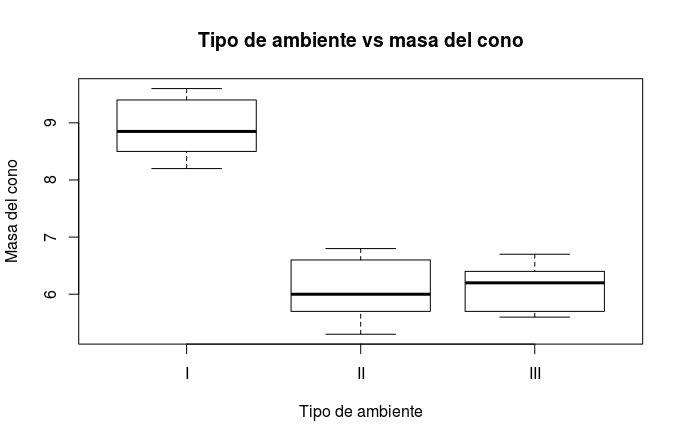 Tipo de ambiente vs masa del cono
Masa del cono
9
8
7
6
I
II
III
Tipo de ambiente